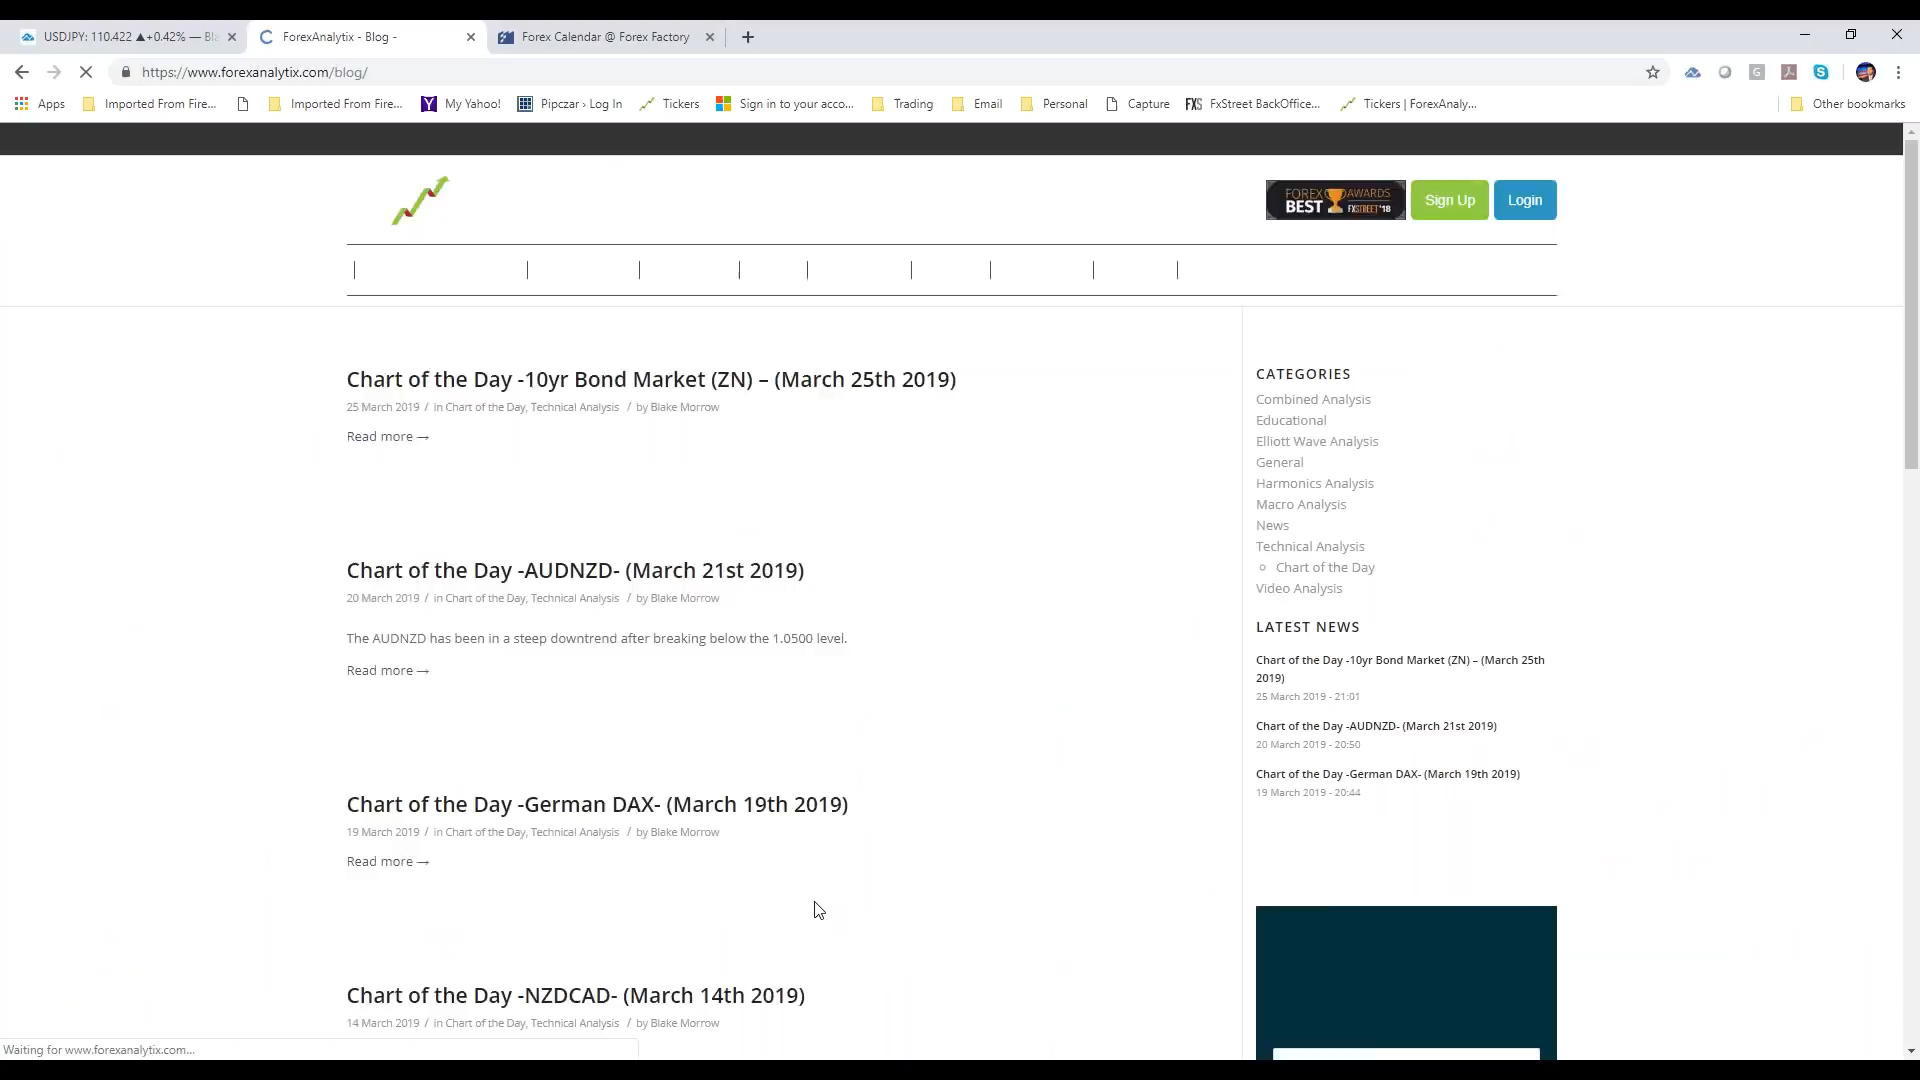 USDJPY: 110.422 ▲+0.42% — Bla
ForexAnalytix - Blog -
Forex Calendar @ Forex Factory
https://www.forexanalytix.com/blog/
Apps
Imported From Fire...
Imported From Fire...
My Yahoo!
Pipczar › Log In
Tickers
Sign in to your acco...
Trading
Email
Personal
Capture
FXS FxStreet BackOffice...
Tickers | ForexAnaly...
Other bookmarks
FOREX AWARDS
BEST FXSTREET'18
Sign Up
Login
Chart of the Day -10yr Bond Market (ZN) – (March 25th 2019)
25 March 2019 / in Chart of the Day, Technical Analysis / by Blake Morrow
Read more →
Chart of the Day -AUDNZD- (March 21st 2019)
20 March 2019 / in Chart of the Day, Technical Analysis / by Blake Morrow
The AUDNZD has been in a steep downtrend after breaking below the 1.0500 level.
Read more →
Chart of the Day -German DAX- (March 19th 2019)
19 March 2019 / in Chart of the Day, Technical Analysis / by Blake Morrow
Read more →
Chart of the Day -NZDCAD- (March 14th 2019)
14 March 2019 / in Chart of the Day, Technical Analysis / by Blake Morrow
CATEGORIES
Combined Analysis
Educational
Elliott Wave Analysis
General
Harmonics Analysis
Macro Analysis
News
Technical Analysis
Chart of the Day
Video Analysis
LATEST NEWS
Chart of the Day -10yr Bond Market (ZN) – (March 25th
2019)
25 March 2019 - 21:01
Chart of the Day -AUDNZD- (March 21st 2019)
20 March 2019 - 20:50
Chart of the Day -German DAX- (March 19th 2019)
19 March 2019 - 20:44
Waiting for www.forexanalytix.com...